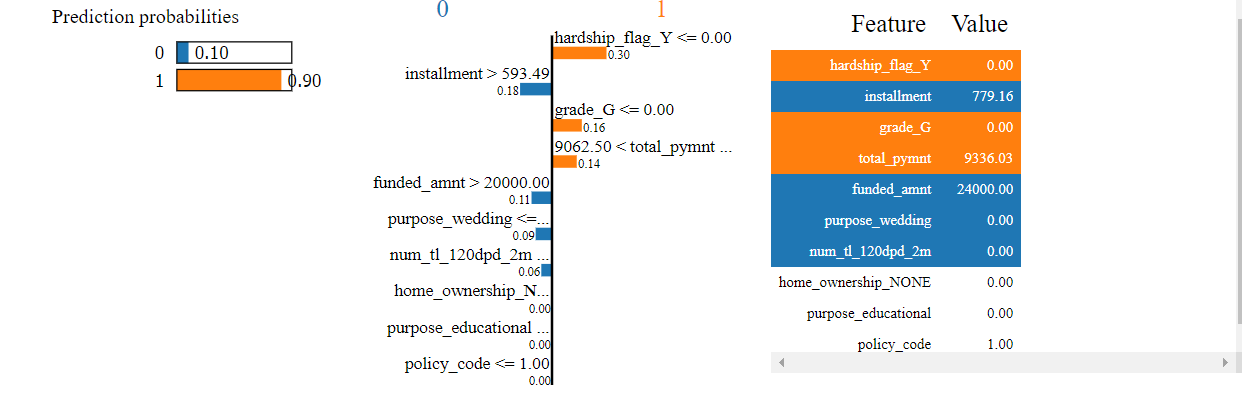 Prediction probabilities
0 0.10
1 0.90
0 1
hardship_flag_Y <= 0.00
0.30
installment > 593.49
0.18
grade_G <= 0.00
0.16
9062.50 < total_pymnt ...
0.14
funded_amnt > 20000.00
0.11
purpose_wedding <=...
0.09
num_tl_120dpd_2m ...
0.06
home_ownership_N...
0.00
purpose_educational ...
0.00
policy_code <= 1.00
0.00
Feature Value
hardship_flag_Y 0.00
installment 779.16
grade_G 0.00
total_pymnt 9336.03
funded_amnt 24000.00
purpose_wedding 0.00
num_tl_120dpd_2m 0.00
home_ownership_NONE 0.00
purpose_educational 0.00
policy_code 1.00